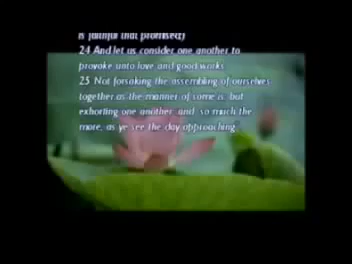 is faithful that promised;)
24 And let us consider one another to
provoke unto love and good works
25 Not forsaking the assembling of ourselves
together as the manner of some is, but
exhorting one another and so much the
more, as ye see the day approaching.